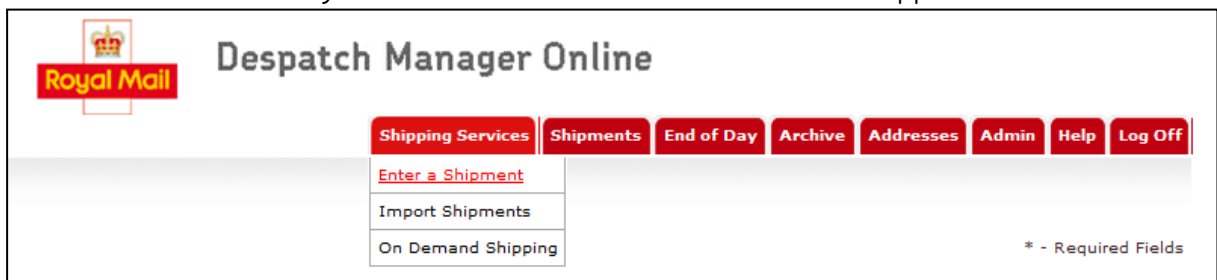 Royal Mail
Despatch Manager Online
Shipping Services Shipments End of Day Archive Addresses Admin Help Log Off
Enter a Shipment
Import Shipments
On Demand Shipping
* - Required Fields